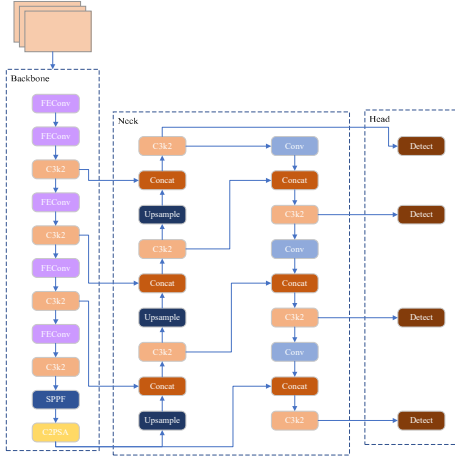 Backbone
FEConv
FEConv
C3k2
FEConv
C3k2
FEConv
C3k2
FEConv
C3k2
SPPF
C2PSA
Neck
C3k2
Concat
Upsample
C3k2
Concat
Upsample
C3k2
Concat
Upsample
Conv
Concat
C3k2
Conv
Concat
C3k2
Conv
Concat
C3k2
Head
Detect
Detect
Detect
Detect